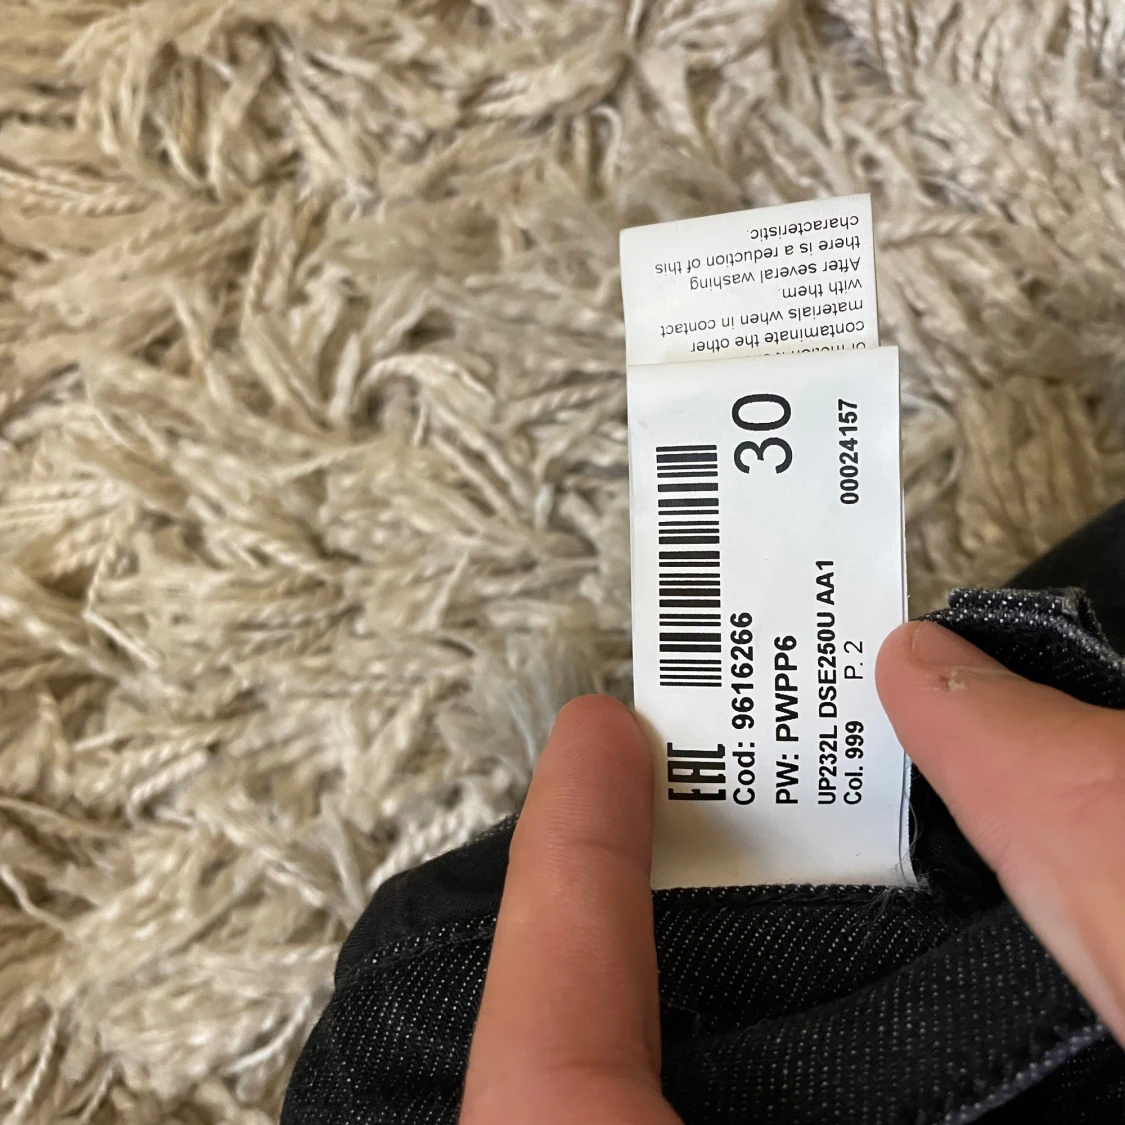 30
EAC
Cod: 9616266
PW: PWPP6
UP232L DSE250U AA1
Col. 999 P. 2 00024157
contaminate the other
materials when in contact
with them.
After several washing
there is a reduction of this
characteristic.